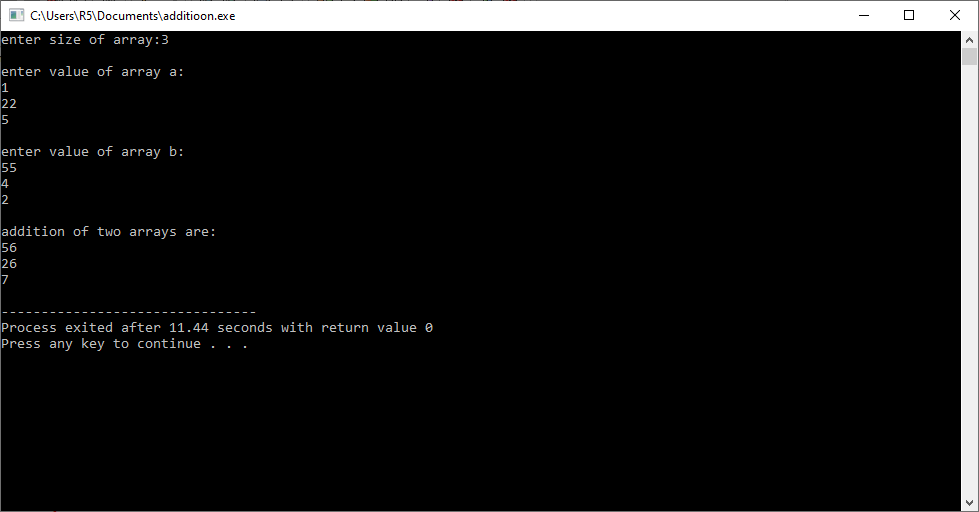 C:\Users\R5\Documents\additioon.exe
enter size of array:3
enter value of array a:
1
22
5
enter value of array b:
55
4
2
addition of two arrays are:
56
26
7
--------------------------------
Process exited after 11.44 seconds with return value 0
Press any key to continue . . .